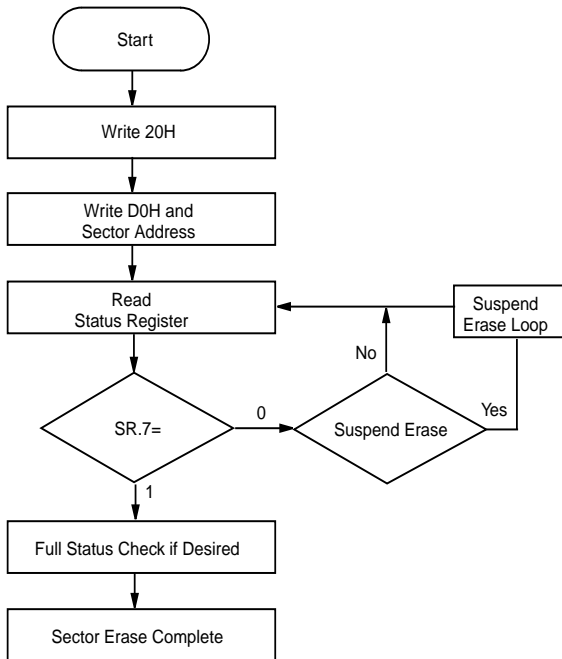 Start
Write 20H
Write D0H and
Sector Address
Read
Status Register
Suspend
Erase Loop
No
Yes
SR.7=
0
Suspend Erase
1
Full Status Check if Desired
Sector Erase Complete